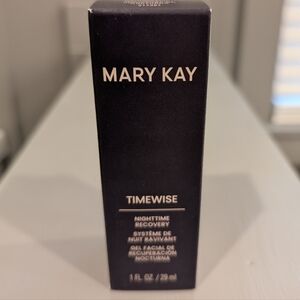 MARY KAY
TIMEWISE
NIGHTTIME
RECOVERY
SYSTÈME DE
NUIT RAVIVANT
GEL FACIAL DE
RECUPERACIÓN
NOCTURNA
1 FL. OZ. / 29 ml